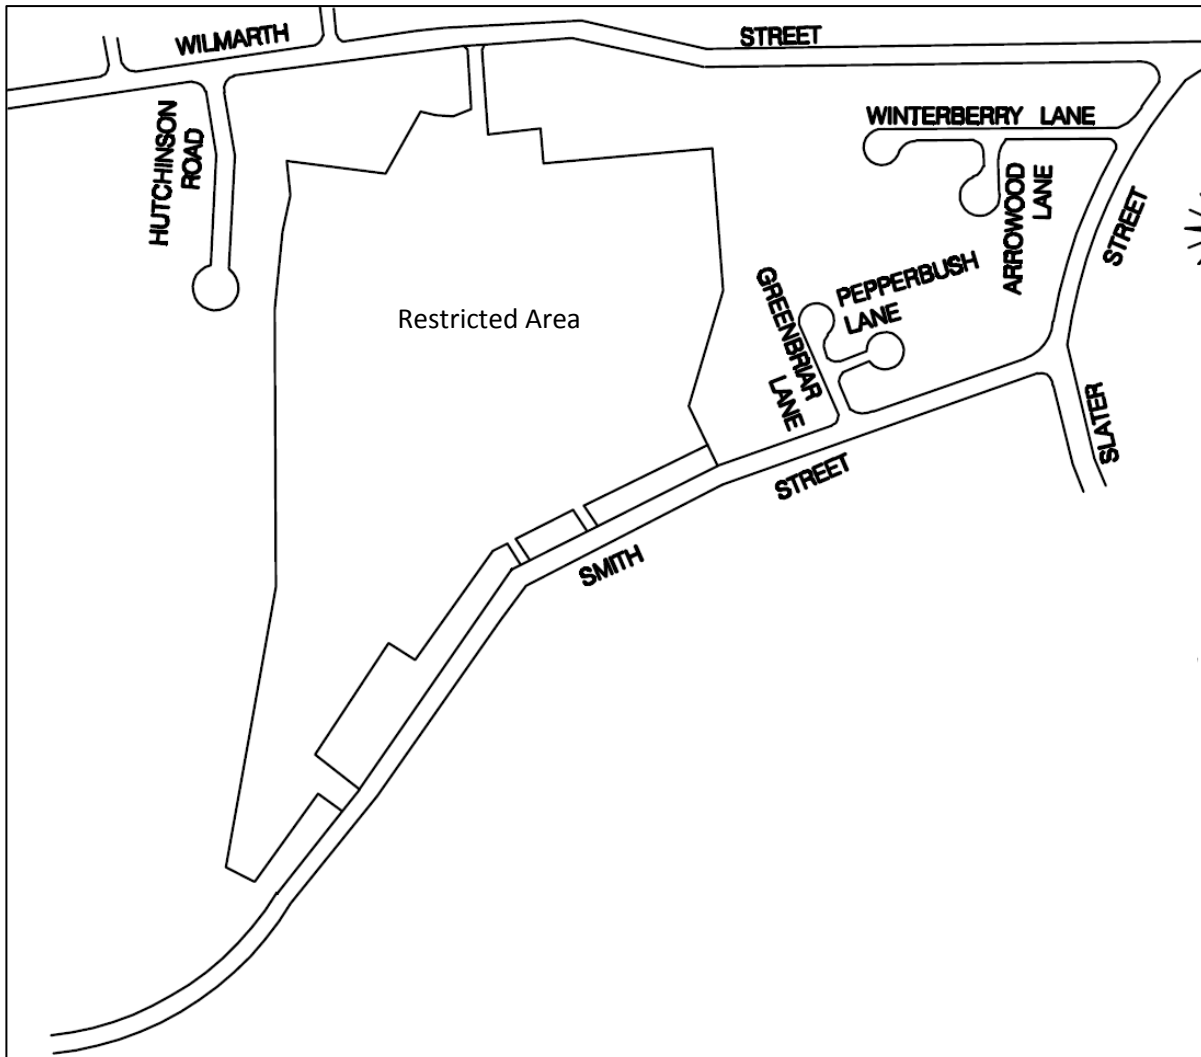 WILMARTH
STREET
WINTERBERRY LANE
HUTCHINSON
ROAD
ARROWOOD
LANE
STREET
PEPPERBUSH
LANE
GREENBRIAR
LANE
Restricted Area
SLATER
STREET
SMITH